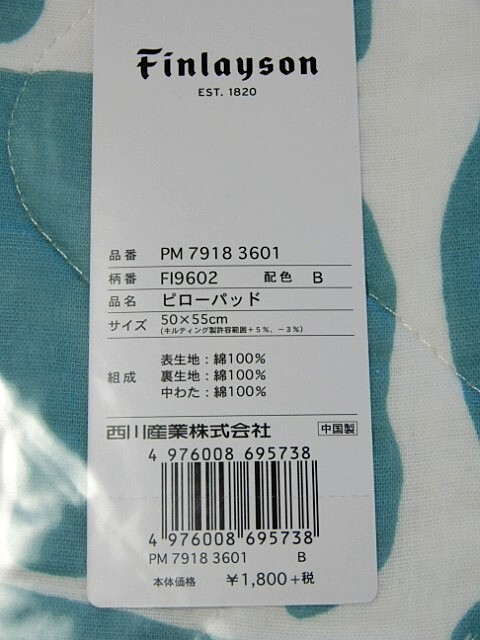 Finlayson
EST. 1820
品番 PM 7918 3601
柄番 FI9602 配色 B
品名 ピローパッド
サイズ 50×55cm
(キルティング製許容範囲+5%、-3%)
表生地：綿100%
組成 裏生地：綿100%
中わた：綿100%
西川産業株式会社 中国製
4 976008 695738
4 976008 695738
PM 7918 3601 B
本体価格 ¥1,800+税